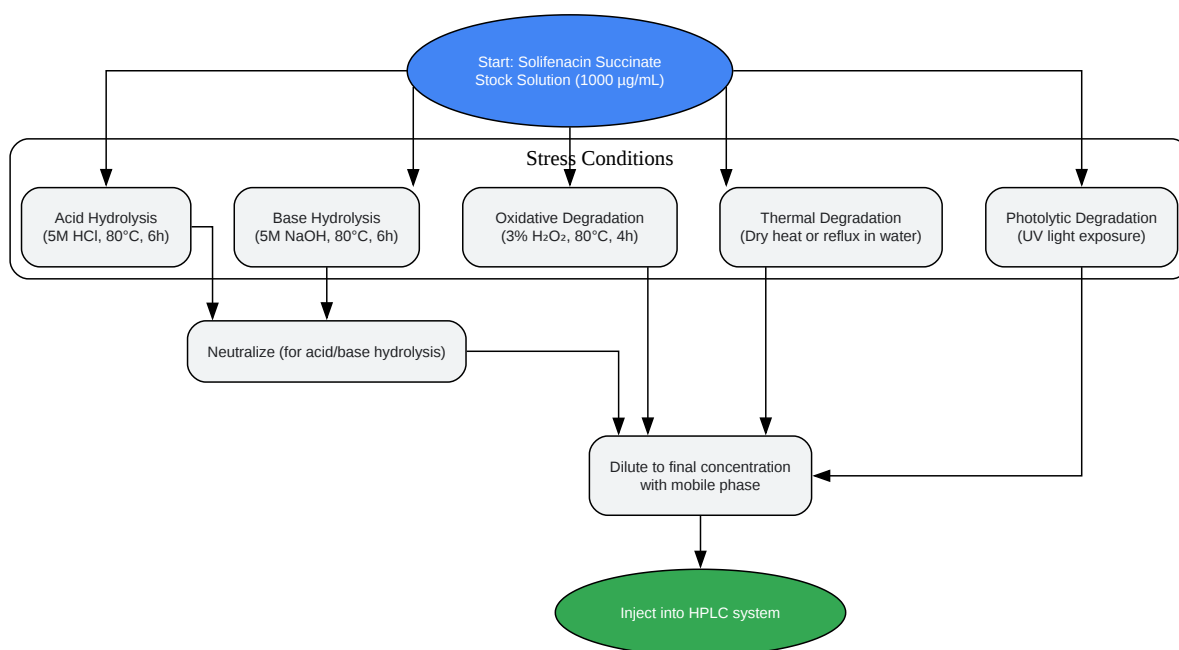 Start: Solifenacin Succinate
Stock Solution (1000 µg/mL)
Stress Conditions
Acid Hydrolysis
(5M HCl, 80°C, 6h)
Base Hydrolysis
(5M NaOH, 80°C, 6h)
Oxidative Degradation
(3% H₂O₂, 80°C, 4h)
Thermal Degradation
(Dry heat or reflux in water)
Photolytic Degradation
(UV light exposure)
Neutralize (for acid/base hydrolysis)
Dilute to final concentration
with mobile phase
Inject into HPLC system